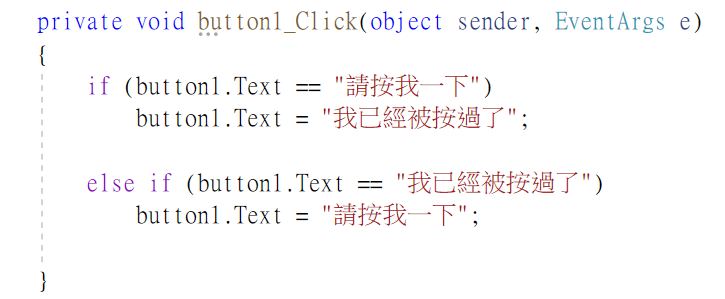 private void button1_Click(object sender, EventArgs e)
{
if (button1.Text == "請按我一下")
button1.Text = "我已經被按過了";
else if (button1.Text == "我已經被按過了")
button1.Text = "請按我一下";
}